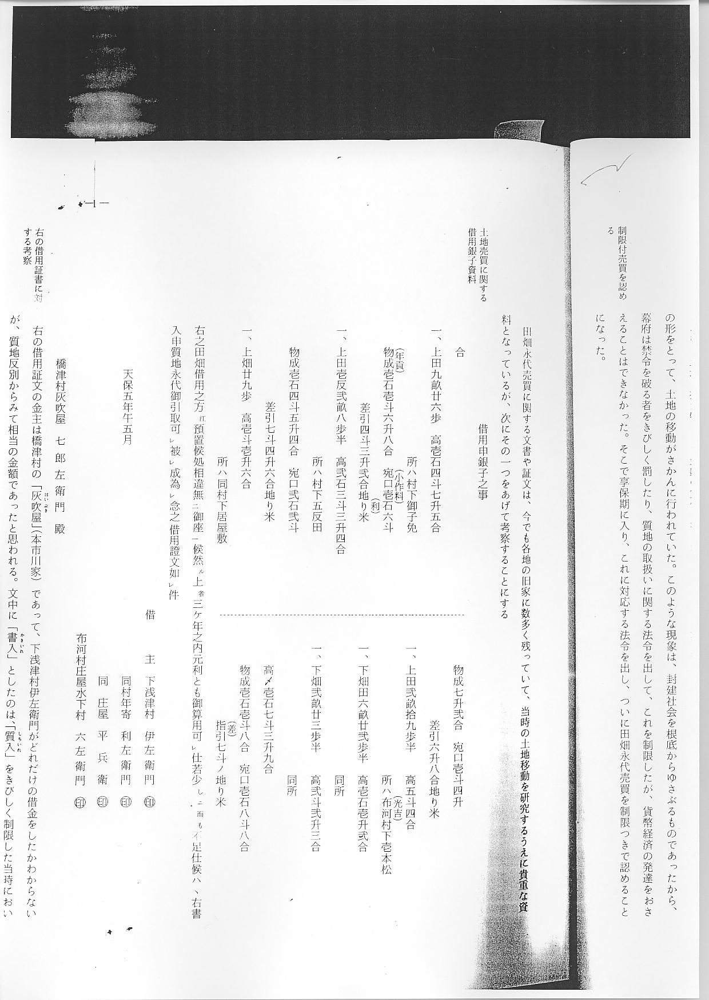 制限付売買を認め
る
の形をとって、土地の移動がさかんに行われていた。このような現象は、封建社会を根底からゆさぶるものであったから、
幕府は禁令を破る者をきびしく罰したり、質地の取扱いに関する法令を出して、これを制限したが、貨幣経済の発達をおさ
えることはできなかった。そこで享保期に入り、これに対応する法令を出し、ついに田畑永代売買を制限つきで認めること
になった。
土地売買に関する
借用銀子資料
田畑永代売買に関する文書や証文は、今でも各地の旧家に数多く残っていて、当時の土地移動を研究するうえに貴重な資
料となっているが、次にその一つをあげて考察することにする
借用申銀子之事
合
一、上田九畝廿六歩　高壱石四斗七升五合
所ハ村下御子免
(年貢)　(小作料)
物成壱石壱斗六升八合　宛口壱石六斗
(利)
差引四斗三升弐合地り米
一、上田壱反弐畝八歩半　高弐石三斗三升四合
所ハ村下五反田
物成壱石四斗五升四合　宛口弐石弐斗
差引七斗四升六合地り米
一、上畑廿九歩　高壱斗壱升六合
所ハ同村下居屋敷
物成七升弐合　宛口壱斗四升
差引六升八合地り米
一、上田弐畝拾九歩半　高五斗四合
(光吉)
所ハ布河村下壱本松
一、下畑田六畝廿弐歩半　高壱石壱升弐合
同所
一、下畑弐畝廿三歩半　高弐斗弐升三合
同所
高〆壱石七斗三升九合
物成壱石壱斗八合　宛口壱石八斗八合
(差)
指引七斗ノ地り米
右之田畑借用之方江預置候処相違無ニ御座一候然ル上者三ケ年之内元利とも御算用可レ仕若少しニ而も不足仕候ハヽ右書
入申質地永代御引取可レ被レ成為レ念之借用證文如レ件
借　主　下浅津村　伊左衛門　㊞
天保五年午五月　同村年寄　利左衛門　㊞
同　庄屋　平兵衛　㊞
布河村庄屋水下村　六左衛門　㊞
橋津村灰吹屋　七郎左衛門殿
右の借用証書に対
する考察
右の借用証文の金主は橋津村の「灰吹屋」(本市川家)であって、下浅津村伊左衛門がどれだけの借金をしたかわからない
はいぶき
が、質地反別からみて相当の金額であったと思われる。文中に「書入」としたのは、「質入」をきびしく制限した当時におい
かきいれ　しちいれ